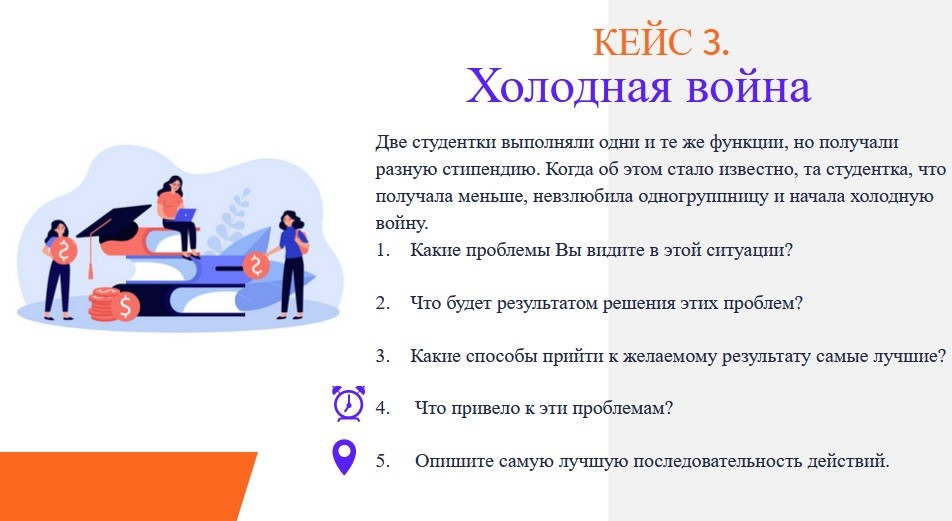 КЕЙС 3.
Холодная война
Две студентки выполняли одни и те же функции, но получали
разную стипендию. Когда об этом стало известно, та студентка, что
получала меньше, невзлюбила одногруппницу и начала холодную
войну.
1. Какие проблемы Вы видите в этой ситуации?
2. Что будет результатом решения этих проблем?
3. Какие способы прийти к желаемому результату самые лучшие?
4. Что привело к эти проблемам?
5. Опишите самую лучшую последовательность действий.